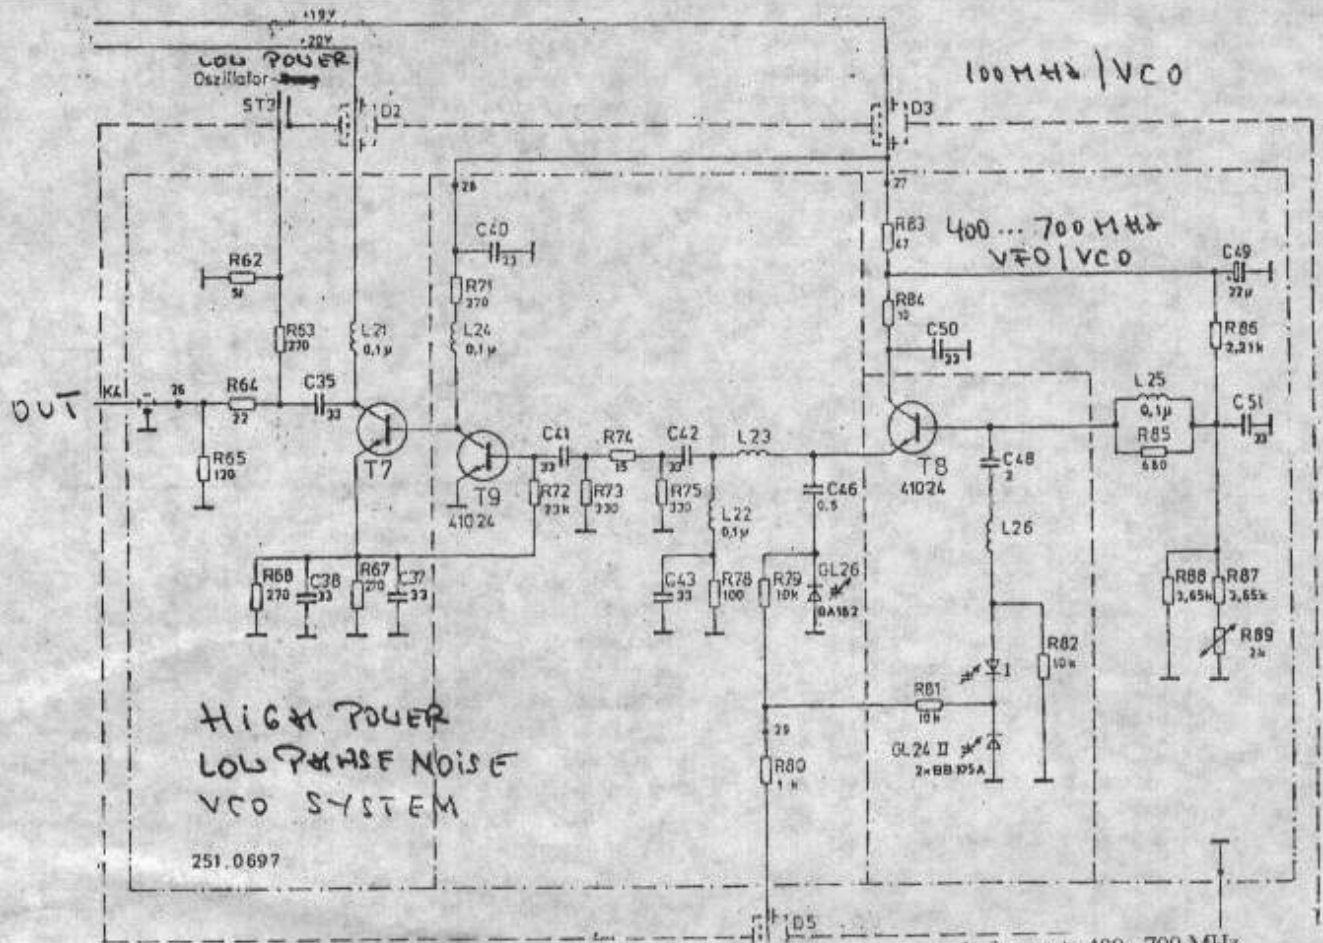 +19V
+20V
LOW POWER
Oszillator
ST3
D2
D3
100MHz/VCO
28
27
R83
47
400...700MHz
VFO/VCO
C40
33
C49
22µ
R62
51
R71
270
R84
10
R63
270
L21
0,1µ
L24
0,1µ
C50
33
R86
2,21k
OUT
K4
26
R64
22
C35
33
L25
0,1µ
R85
680
C51
33
R65
120
T7
T9
41024
C41
33
R74
15
C42
33
L23
T8
41024
C48
2
R72
23k
R73
330
R75
330
C46
0,5
L22
0,1µ
L26
R68
270
C38
33
R67
270
C37
33
C43
33
R78
100
R79
10k
GL26
BA182
R88
3,65k
R87
3,65k
R82
10k
R89
2k
I
R81
10k
HIGH POWER
LOW PHASE NOISE
VCO SYSTEM
29
GL24 II
2×BB105A
R80
1k
251.0697
D5
400...700 MHz